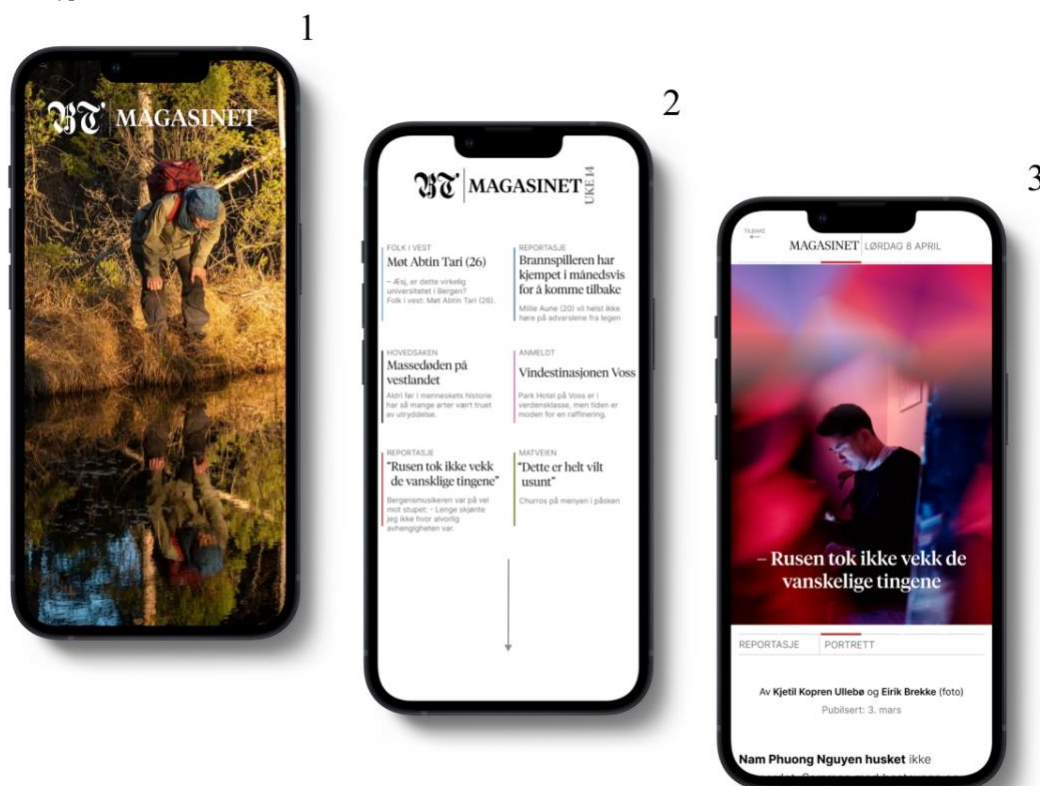 1
BT MAGASINET
2
BT MAGASINET UKE 14
FOLK I VEST
Møt Abtin Tari (26)
– Æsj, er dette virkelig
universitetet i Bergen?
Folk i vest: Møt Abtin Tari (26).
REPORTASJE
Brannspilleren har
kjempet i månedsvis
for å komme tilbake
Millie Aune (20) vil helst ikke
høre på advarslene fra legen
HOVEDSAKEN
Massedøden på
vestlandet
Aldri før i menneskets historie
har så mange arter vært truet
av utryddelse.
ANMELDT
Vindestinasjonen Voss
Park Hotel på Voss er i
verdensklasse, men tiden er
moden for en raffinering.
REPORTASJE
"Rusen tok ikke vekk
de vansklige tingene"
Bergensmusikeren var på vei
mot stupet: – Lenge skjønte
jeg ikke hvor alvorlig
avhengigheten var.
MATVEIEN
"Dette er helt vilt
usunt"
Churros på menyen i påsken
3
TILBAKE
MAGASINET LØRDAG 8 APRIL
– Rusen tok ikke vekk de
vanskelige tingene
REPORTASJE PORTRETT
Av Kjetil Kopren Ullebø og Eirik Brekke (foto)
Pubilsert: 3. mars
Nam Phuong Nguyen husket ikke